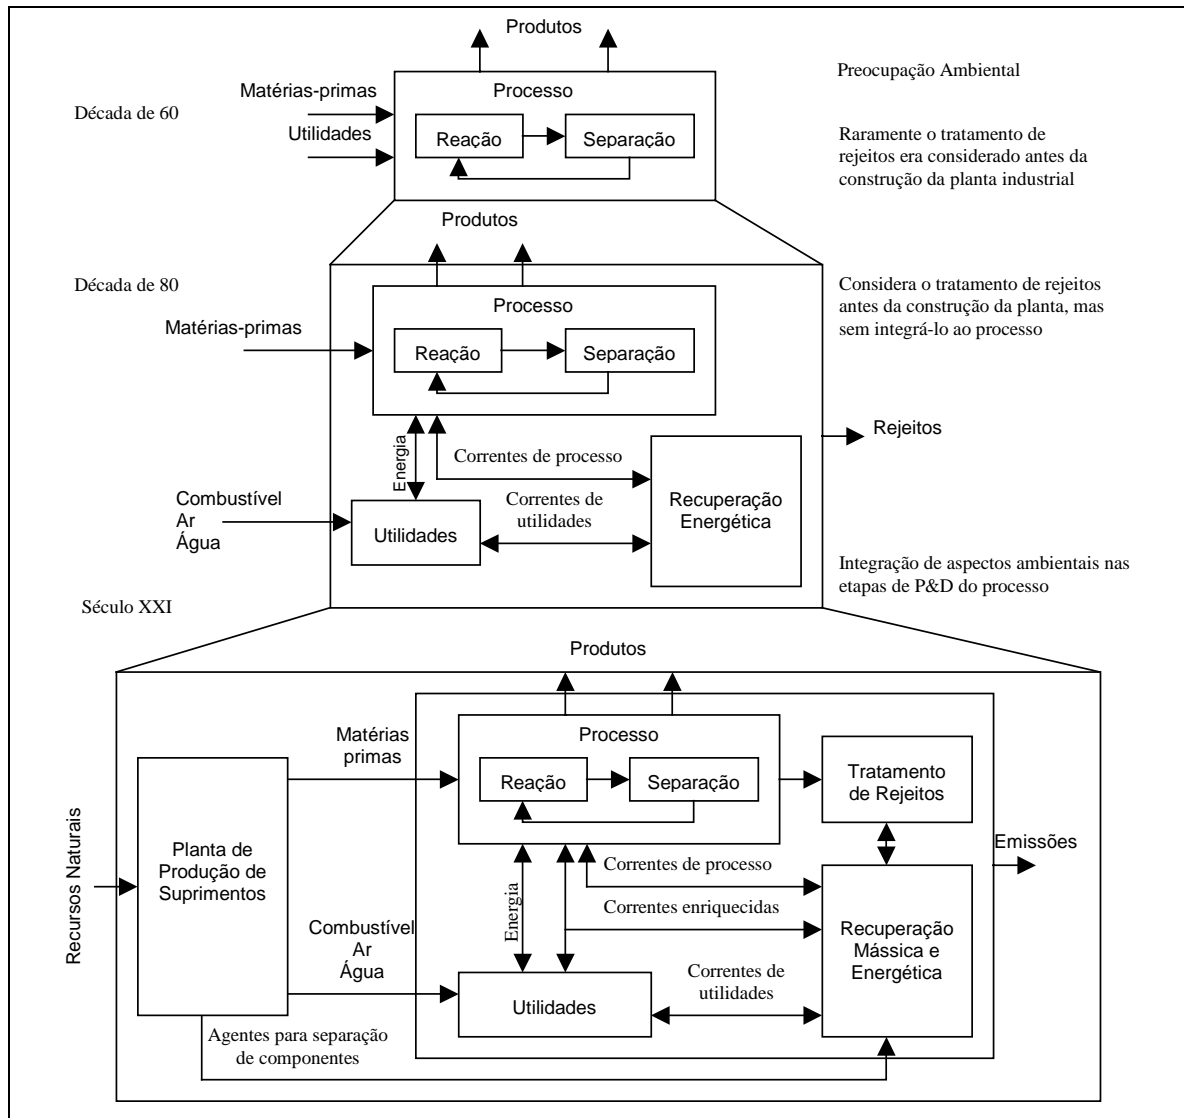 Produtos
Preocupação Ambiental
Matérias-primas
Processo
Década de 60
Utilidades
Reação
Separação
Raramente o tratamento de
rejeitos era considerado antes da
construção da planta industrial
Produtos
Década de 80
Considera o tratamento de rejeitos
antes da construção da planta, mas
sem integrá-lo ao processo
Processo
Matérias-primas
Reação
Separação
Rejeitos
Energia
Correntes de processo
Combustível
Ar
Água
Correntes de
utilidades
Utilidades
Recuperação
Energética
Integração de aspectos ambientais nas
etapas de P&D do processo
Século XXI
Produtos
Matérias
primas
Processo
Reação
Separação
Tratamento
de Rejeitos
Recursos Naturais
Planta de
Produção de
Suprimentos
Emissões
Correntes de processo
Energia
Correntes enriquecidas
Combustível
Ar
Água
Recuperação
Mássica e
Energética
Correntes de
utilidades
Utilidades
Agentes para separação
de componentes